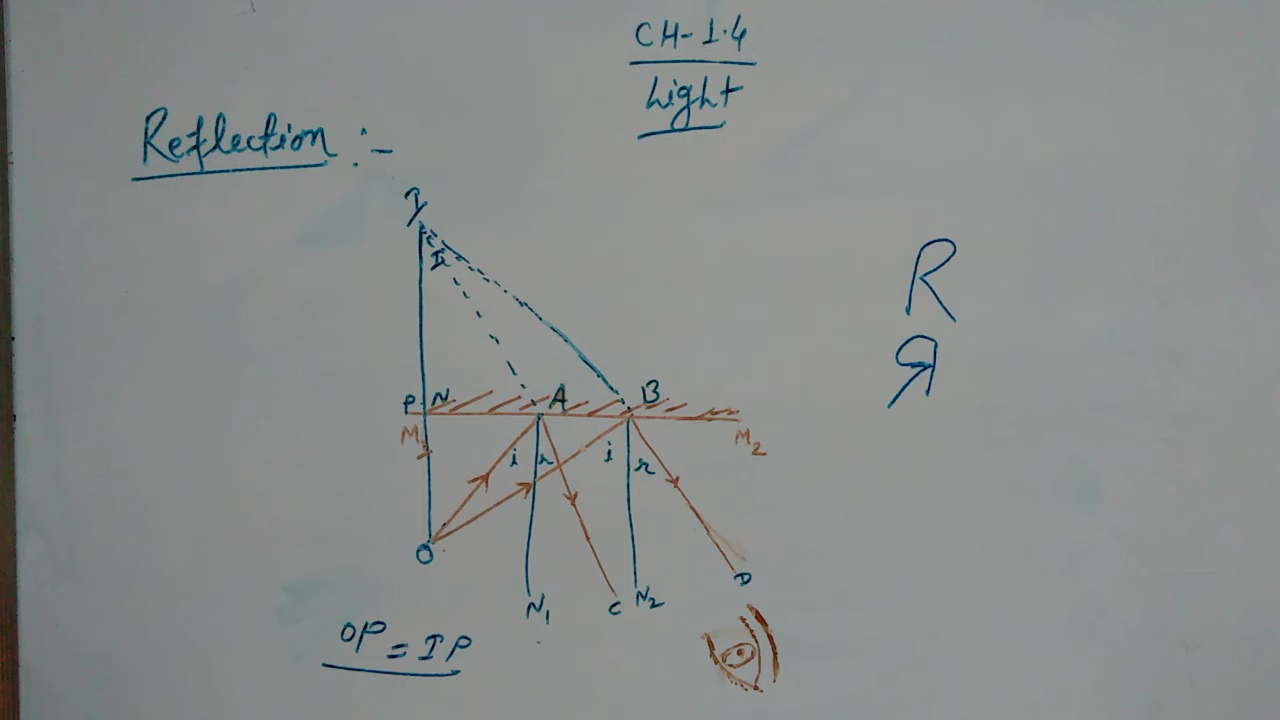 CH-1.4
Light
Reflection :-
I
R
P N A B
M1 M2
i r i r
O
N1 C N2 D
OP = IP